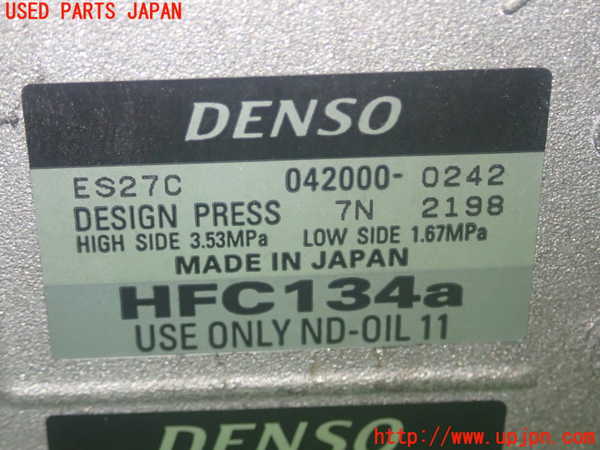 USED PARTS JAPAN
DENSO
ES27C 042000-0242
DESIGN PRESS 7N 2198
HIGH SIDE 3.53MPa LOW SIDE 1.67MPa
MADE IN JAPAN
HFC134a
USE ONLY ND-OIL 11
DENSO
http://www.upjpn.com/